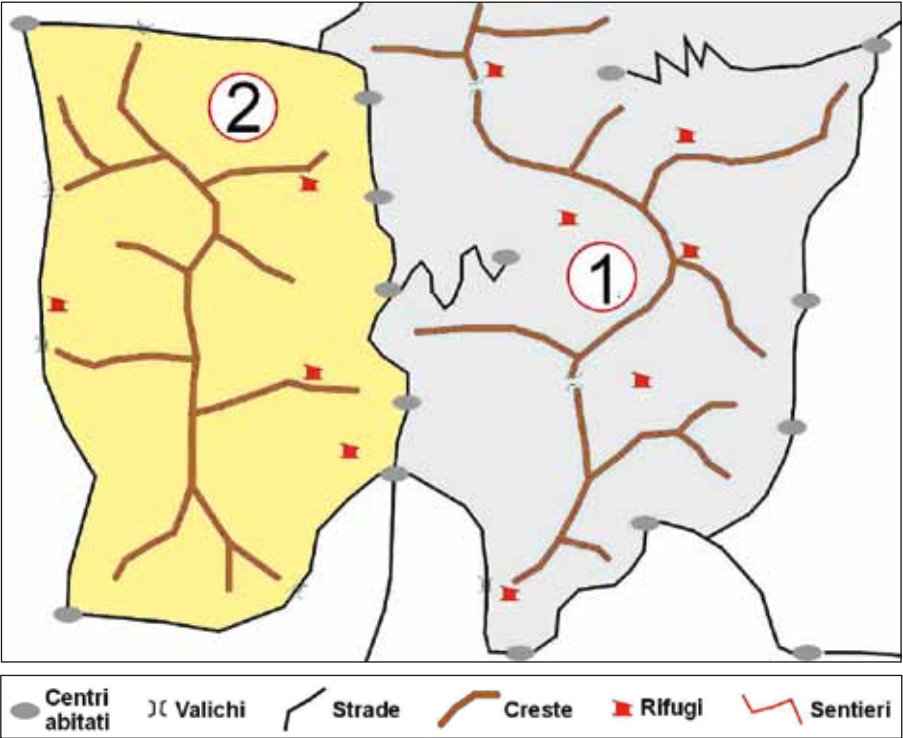 2
1
Centri
abitati
Valichi
Strade
Creste
Rifugi
Sentieri